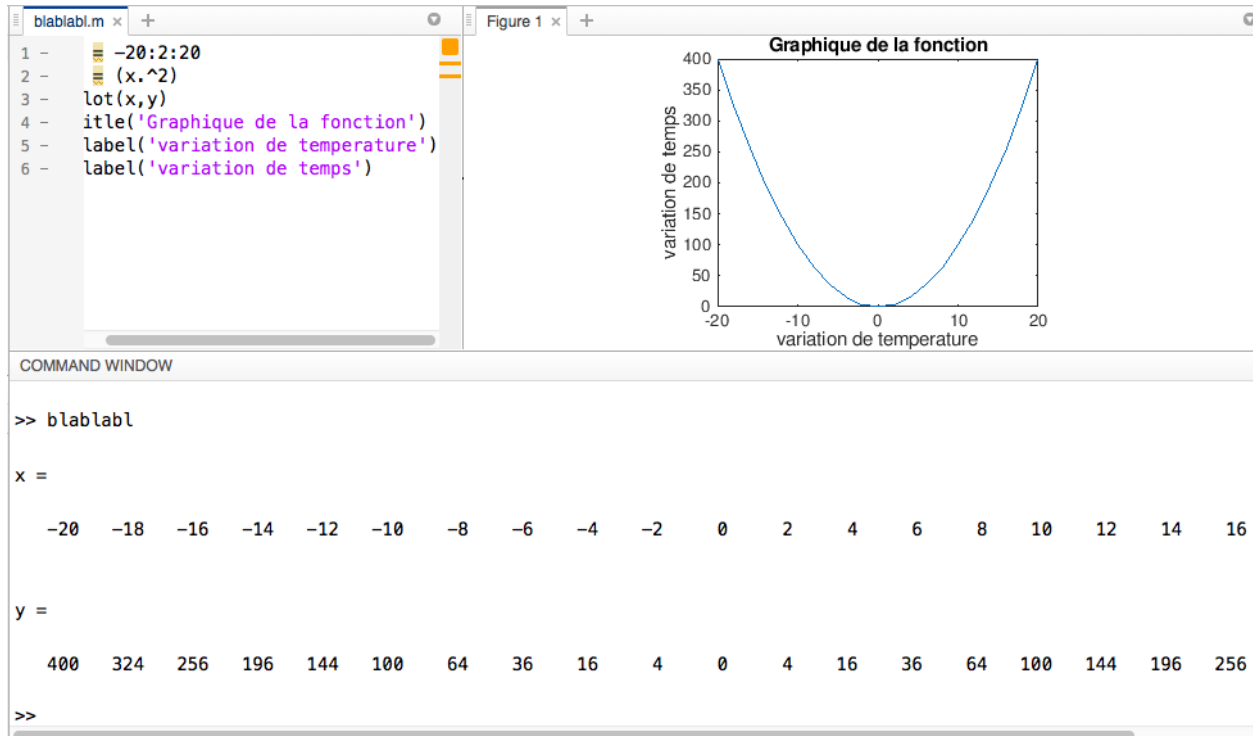 blablabl.m × +
1 - = -20:2:20
2 - = (x.^2)
3 - lot(x,y)
4 - itle('Graphique de la fonction')
5 - label('variation de temperature')
6 - label('variation de temps')
Figure 1 × +
Graphique de la fonction
400
350
300
250
200
150
100
50
0
variation de temps
-20 -10 0 10 20
variation de temperature
COMMAND WINDOW
>> blablabl
x =
-20 -18 -16 -14 -12 -10 -8 -6 -4 -2 0 2 4 6 8 10 12 14 16
y =
400 324 256 196 144 100 64 36 16 4 0 4 16 36 64 100 144 196 256
>>